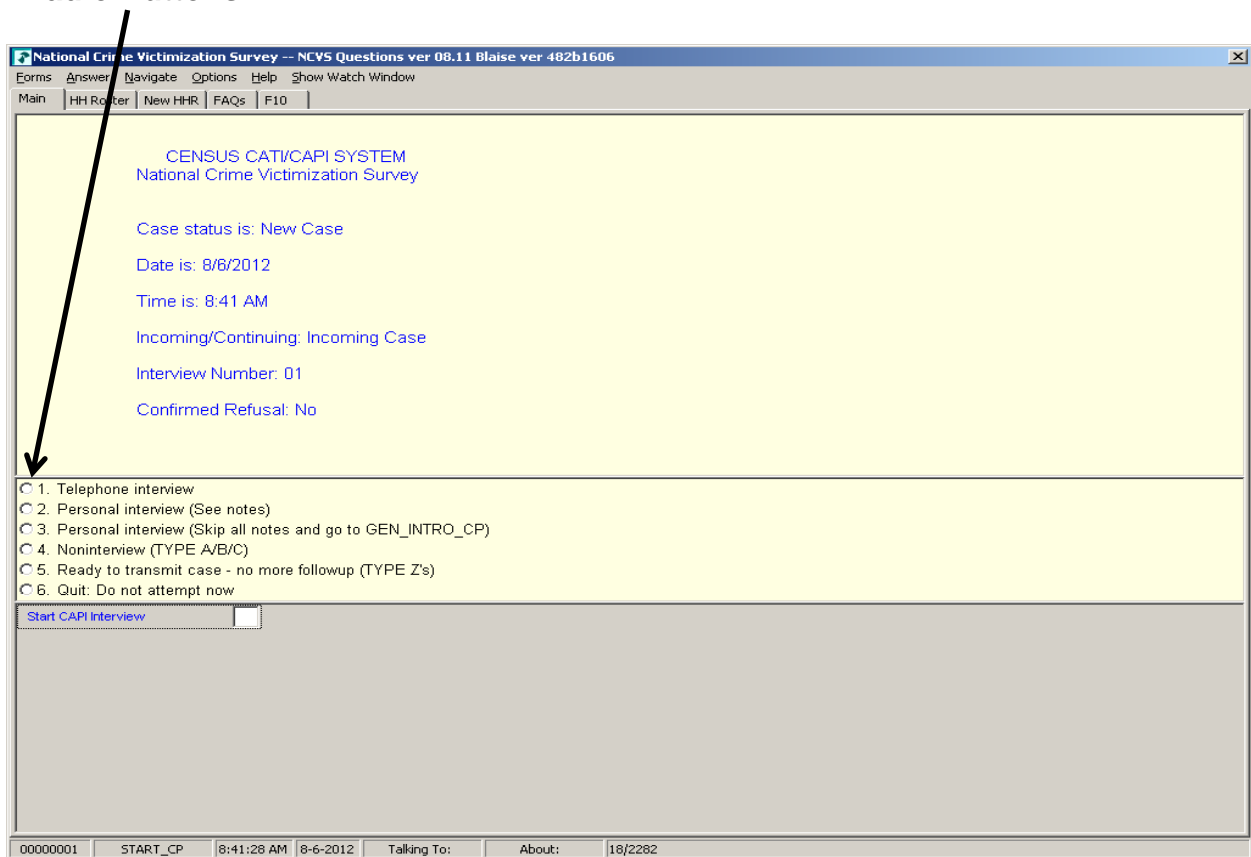 National Crime Victimization Survey -- NCVS Questions ver 08.11 Blaise ver 482b1606
Forms Answer Navigate Options Help Show Watch Window
Main HH Router New HHR FAQs F10
CENSUS CATI/CAPI SYSTEM
National Crime Victimization Survey
Case status is: New Case
Date is: 8/6/2012
Time is: 8:41 AM
Incoming/Continuing: Incoming Case
Interview Number: 01
Confirmed Refusal: No
1. Telephone interview
2. Personal interview (See notes)
3. Personal interview (Skip all notes and go to GEN_INTRO_CP)
4. Noninterview (TYPE A/B/C)
5. Ready to transmit case - no more followup (TYPE Z's)
6. Quit: Do not attempt now
Start CAPI Interview
00000001 START_CP 8:41:28 AM 8-6-2012 Talking To: About: 18/2282